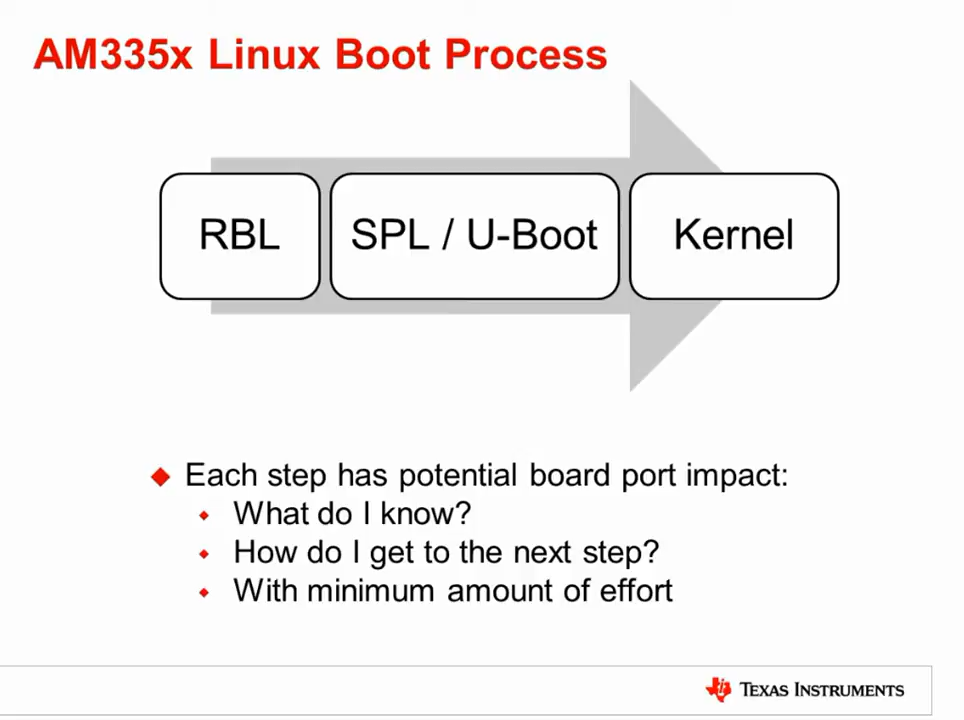 AM335x Linux Boot Process
RBL
SPL / U-Boot
Kernel
Each step has potential board port impact:
What do I know?
How do I get to the next step?
With minimum amount of effort
TEXAS INSTRUMENTS